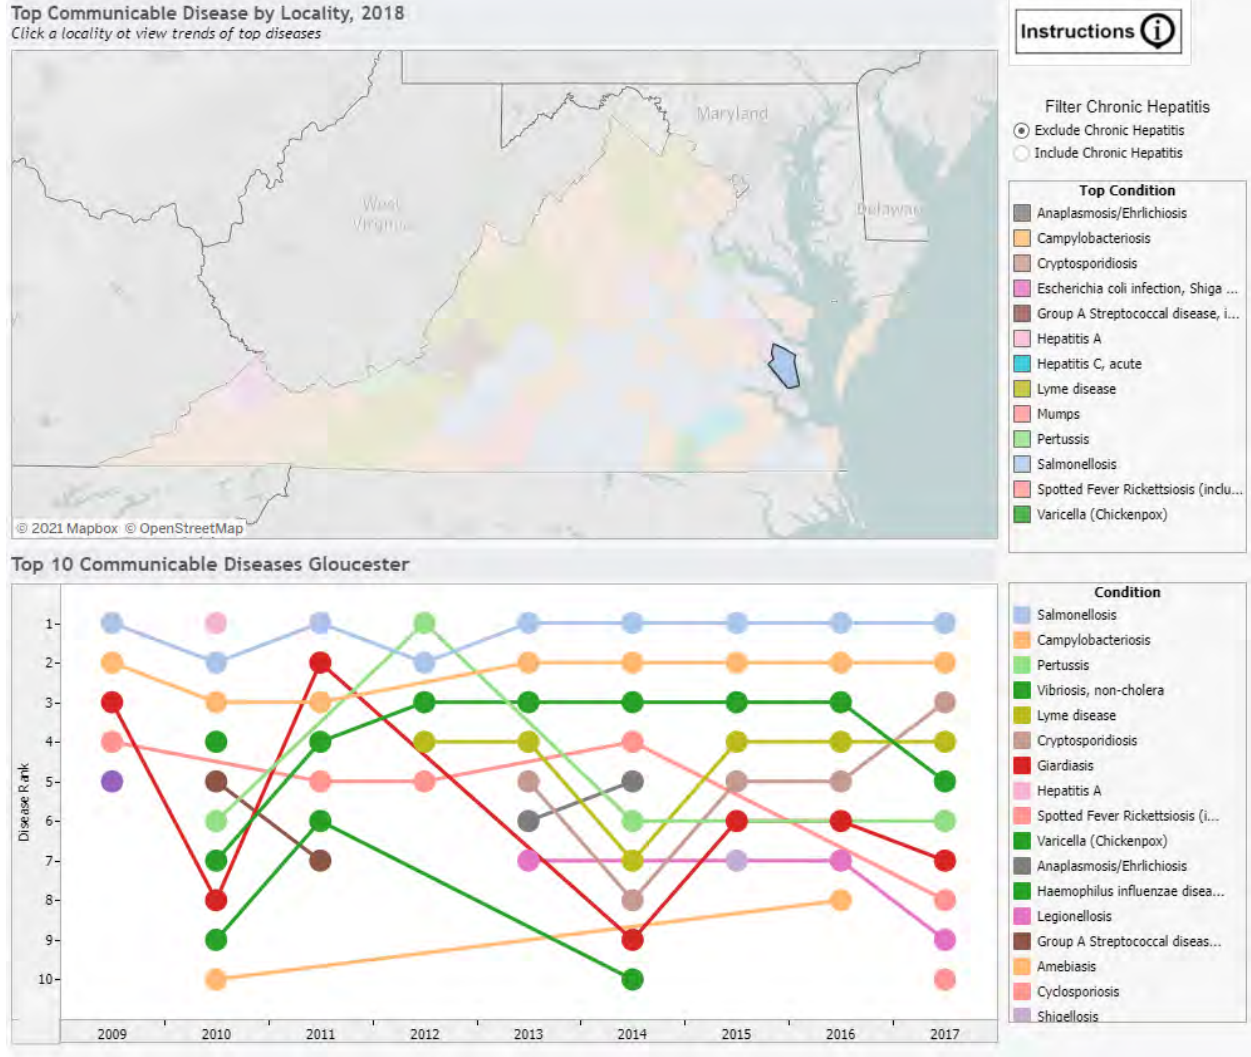 Top Communicable Disease by Locality, 2018
Click a locality ot view trends of top diseases
Instructions i
Filter Chronic Hepatitis
Exclude Chronic Hepatitis
Include Chronic Hepatitis
Top Condition
Anaplasmosis/Ehrlichiosis
Campylobacteriosis
Cryptosporidiosis
Escherichia coli infection, Shiga ...
Group A Streptococcal disease, i...
Hepatitis A
Hepatitis C, acute
Lyme disease
Mumps
Pertussis
Salmonellosis
Spotted Fever Rickettsiosis (inclu...
Varicella (Chickenpox)
Maryland
West
Virginia
DC
Delaware
© 2021 Mapbox © OpenStreetMap
Top 10 Communicable Diseases Gloucester
Disease Rank
1
2
3
4
5
6
7
8
9
10
2009 2010 2011 2012 2013 2014 2015 2016 2017
Condition
Salmonellosis
Campylobacteriosis
Pertussis
Vibriosis, non-cholera
Lyme disease
Cryptosporidiosis
Giardiasis
Hepatitis A
Spotted Fever Rickettsiosis (i...
Varicella (Chickenpox)
Anaplasmosis/Ehrlichiosis
Haemophilus influenzae disea...
Legionellosis
Group A Streptococcal diseas...
Amebiasis
Cyclosporiosis
Shigellosis